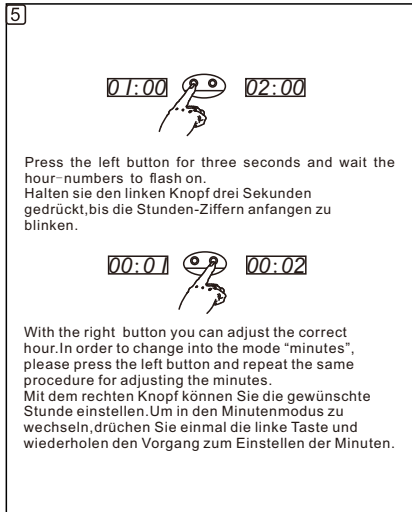 5
01:00 02:00
Press the left button for three seconds and wait the
hour-numbers to flash on.
Halten sie den linken Knopf drei Sekunden
gedrückt,bis die Stunden-Ziffern anfangen zu
blinken.
00:01 00:02
With the right button you can adjust the correct
hour.In order to change into the mode “minutes”,
please press the left button and repeat the same
procedure for adjusting the minutes.
Mit dem rechten Knopf können Sie die gewünschte
Stunde einstellen.Um in den Minutenmodus zu
wechseln,drüchen Sie einmal die linke Taste und
wiederholen den Vorgang zum Einstellen der Minuten.